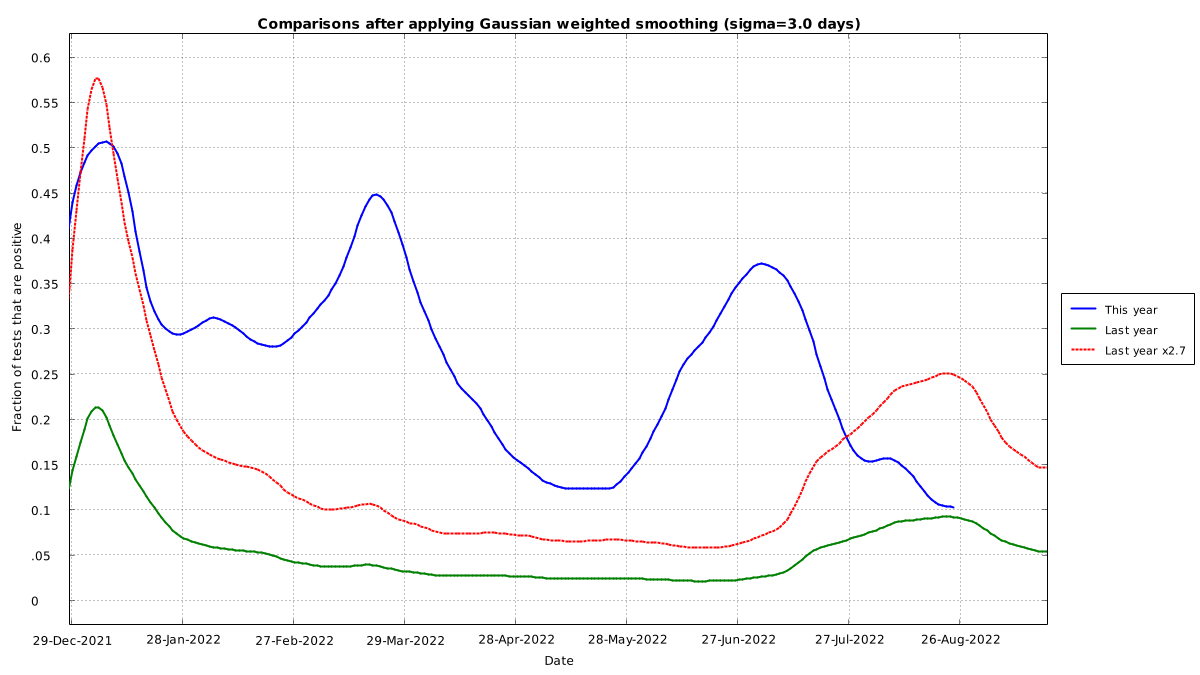 Comparisons after applying Gaussian weighted smoothing (sigma=3.0 days)
0.6
0.55
0.5
0.45
0.4
0.35
0.3
0.25
0.2
0.15
0.1
.05
0
Fraction of tests that are positive
29-Dec-2021
28-Jan-2022
27-Feb-2022
29-Mar-2022
28-Apr-2022
28-May-2022
27-Jun-2022
27-Jul-2022
26-Aug-2022
Date
This year
Last year
Last year x2.7